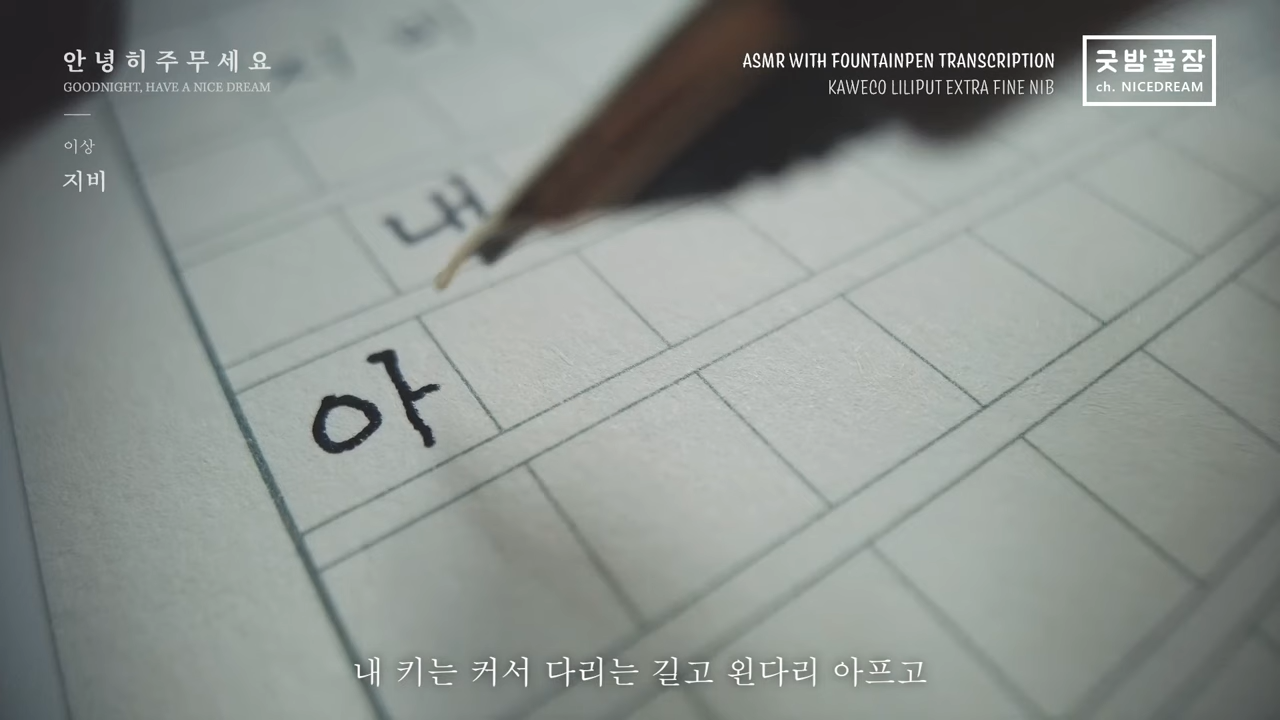 안녕히주무세요
GOODNIGHT, HAVE A NICE DREAM
이상
지비
ASMR WITH FOUNTAINPEN TRANSCRIPTION
KAWECO LILIPUT EXTRA FINE NIB
굿밤꿀잠
ch. NICEDREAM
내
아
내 키는 커서 다리는 길고 왼다리 아프고